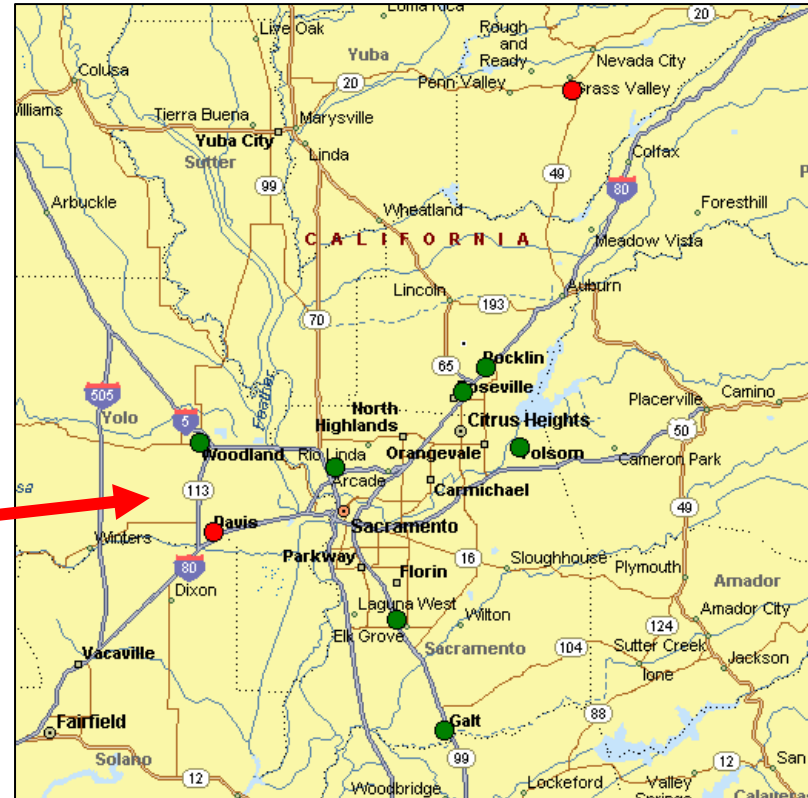 Loma Rica
20
Live Oak
Rough
and
Ready
Yuba
Nevada City
Colusa
20
Penn Valley
Grass Valley
Williams
Tierra Buena
Marysville
Yuba City
Linda
Sutter
Colfax
99
49
80
Arbuckle
Foresthill
Wheatland
CALIFORNIA
Meadow Vista
Auburn
Lincoln
193
70
Rocklin
65
505
Roseville
Feather
Placerville
Camino
Yolo
5
North
Highlands
Citrus Heights
50
Woodland
Rio Linda
Orangevale
Folsom
Cameron Park
Arcade
113
Carmichael
49
Davis
Sacramento
Winters
16
Sloughhouse
Parkway
80
Florin
Plymouth
Dixon
Amador
Laguna West
Wilton
Amador City
124
Elk Grove
Sacramento
104
Sutter Creek
Vacaville
Ione
Jackson
Fairfield
Galt
88
Solano
99
12
San
12
Woodbridge
Lockeford
Valley
Springs
Calaveras